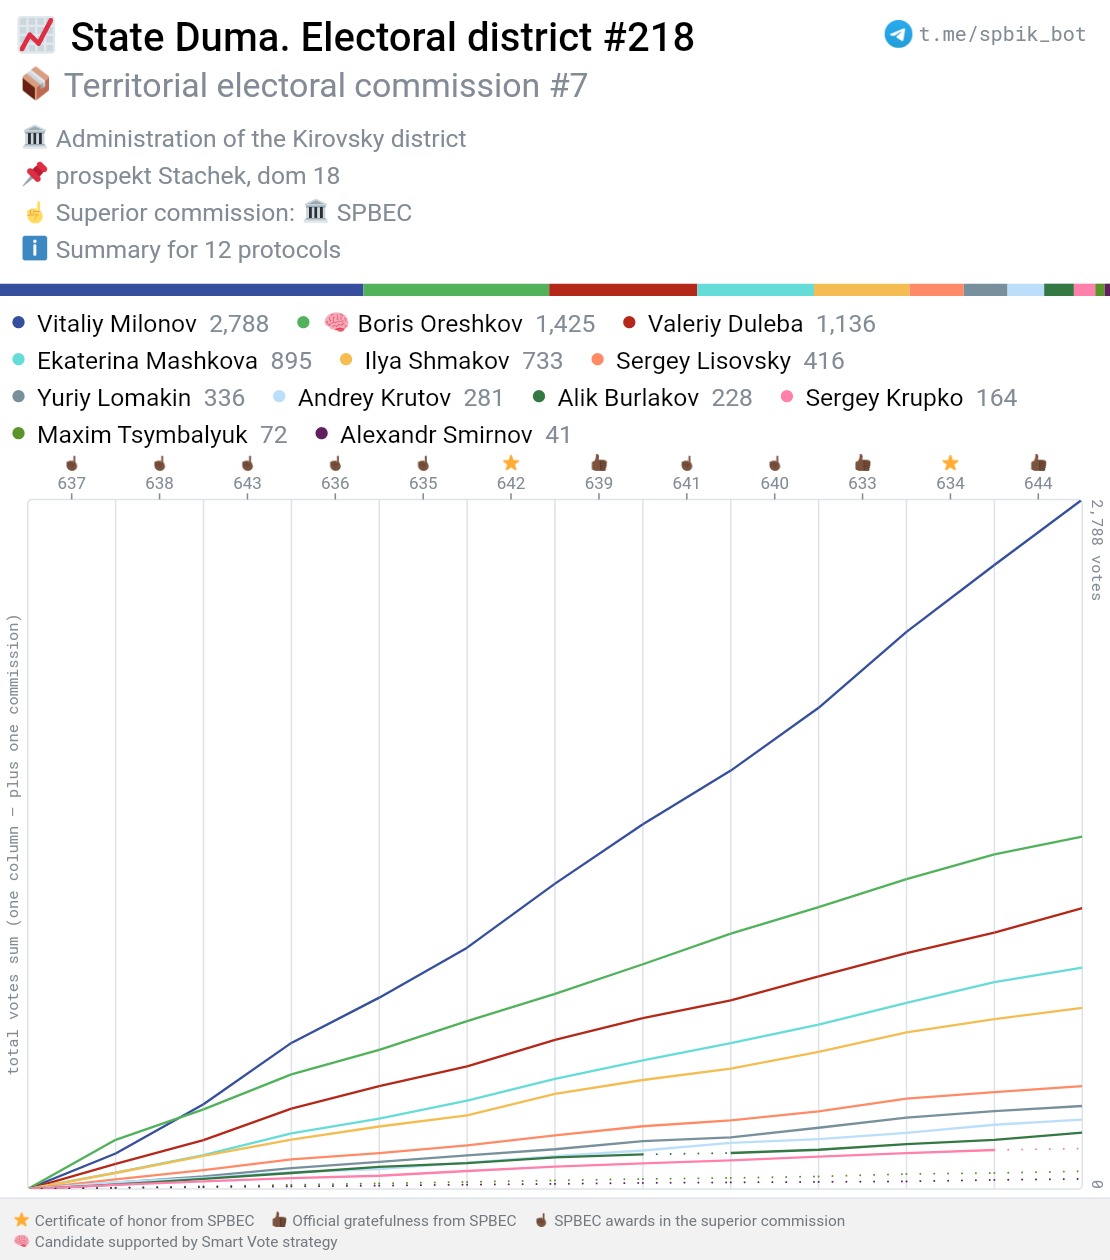 State Duma. Electoral district #218
t.me/spbik_bot
Territorial electoral commission #7
Administration of the Kirovsky district
prospekt Stachek, dom 18
Superior commission: SPBEC
Summary for 12 protocols
Vitaliy Milonov 2,788 Boris Oreshkov 1,425 Valeriy Duleba 1,136
Ekaterina Mashkova 895 Ilya Shmakov 733 Sergey Lisovsky 416
Yuriy Lomakin 336 Andrey Krutov 281 Alik Burlakov 228 Sergey Krupko 164
Maxim Tsymbalyuk 72 Alexandr Smirnov 41
637 638 643 636 635 642 639 641 640 633 634 644
2,788 votes
total votes sum (one column – plus one commission)
0
Certificate of honor from SPBEC Official gratefulness from SPBEC SPBEC awards in the superior commission
Candidate supported by Smart Vote strategy